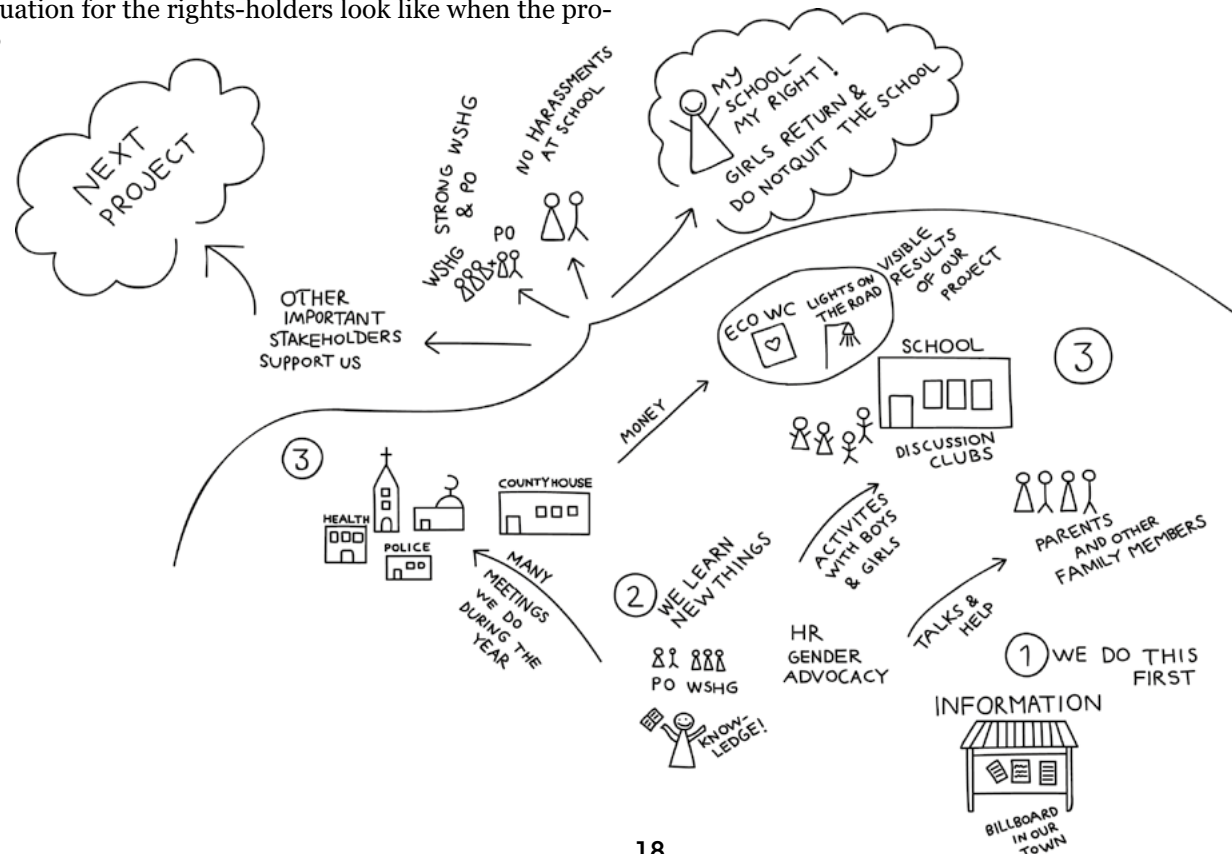 uation for the rights-holders look like when the pro-
NEXT
PROJECT
OTHER
IMPORTANT
STAKEHOLDERS
SUPPORT US
STRONG WSHG
& PO
WSHG
+
PO
NO HARASSMENTS
AT SCHOOL
MY
SCHOOL–
MY RIGHT!
GIRLS RETURN &
DO NOTQUIT THE SCHOOL
VISIBLE
RESULTS
OF OUR
PROJECT
ECO WC
LIGHTS ON
THE ROAD
SCHOOL
3
DISCUSSION
CLUBS
MONEY
3
HEALTH
POLICE
COUNTYHOUSE
MANY
MEETINGS
WE DO
DURING THE
YEAR
2
WE LEARN
NEW THINGS
PO WSHG
KNOW-
LEDGE!
ACTIVITES
WITH BOYS
& GIRLS
HR
GENDER
ADVOCACY
PARENTS
AND OTHER
FAMILY MEMBERS
TALKS &
HELP
1
WE DO THIS
FIRST
INFORMATION
BILLBOARD
IN OUR
TOWN
18